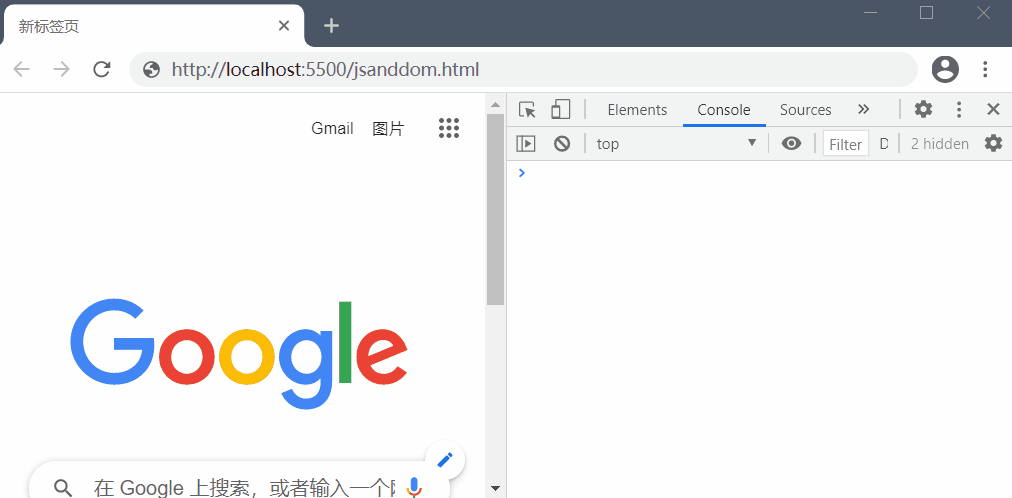 新标签页
http://localhost:5500/jsanddom.html
Elements Console Sources
top Filter D 2 hidden
Gmail 图片
Google
在 Google 上搜索，或者输入一个